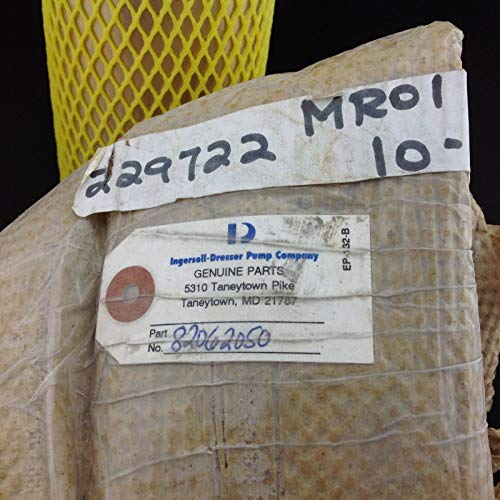 229722 MR01
10-
D
Ingersoll-Dresser Pump Company
GENUINE PARTS
5310 Taneytown Pike
Taneytown, MD 21787
Part No. 82062050
EP-132-B